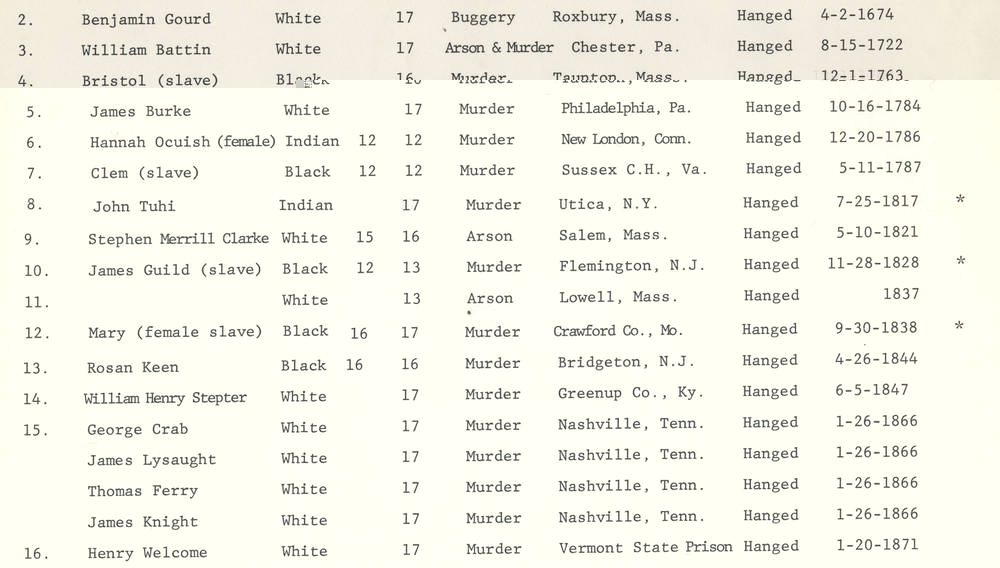 2. Benjamin Gourd White 17 Buggery Roxbury, Mass. Hanged 4-2-1674
3. William Battin White 17 Arson & Murder Chester, Pa. Hanged 8-15-1722
4. Bristol (slave) Black 16 Murder Taunton, Mass. Hanged 12-1-1763
5. James Burke White 17 Murder Philadelphia, Pa. Hanged 10-16-1784
6. Hannah Ocuish (female) Indian 12 12 Murder New London, Conn. Hanged 12-20-1786
7. Clem (slave) Black 12 12 Murder Sussex C.H., Va. Hanged 5-11-1787
8. John Tuhi Indian 17 Murder Utica, N.Y. Hanged 7-25-1817 *
9. Stephen Merrill Clarke White 15 16 Arson Salem, Mass. Hanged 5-10-1821
10. James Guild (slave) Black 12 13 Murder Flemington, N.J. Hanged 11-28-1828 *
11. White 13 Arson Lowell, Mass. Hanged 1837
12. Mary (female slave) Black 16 17 Murder Crawford Co., Mo. Hanged 9-30-1838 *
13. Rosan Keen Black 16 16 Murder Bridgeton, N.J. Hanged 4-26-1844
14. William Henry Stepter White 17 Murder Greenup Co., Ky. Hanged 6-5-1847
15. George Crab White 17 Murder Nashville, Tenn. Hanged 1-26-1866
James Lysaught White 17 Murder Nashville, Tenn. Hanged 1-26-1866
Thomas Ferry White 17 Murder Nashville, Tenn. Hanged 1-26-1866
James Knight White 17 Murder Nashville, Tenn. Hanged 1-26-1866
16. Henry Welcome White 17 Murder Vermont State Prison Hanged 1-20-1871